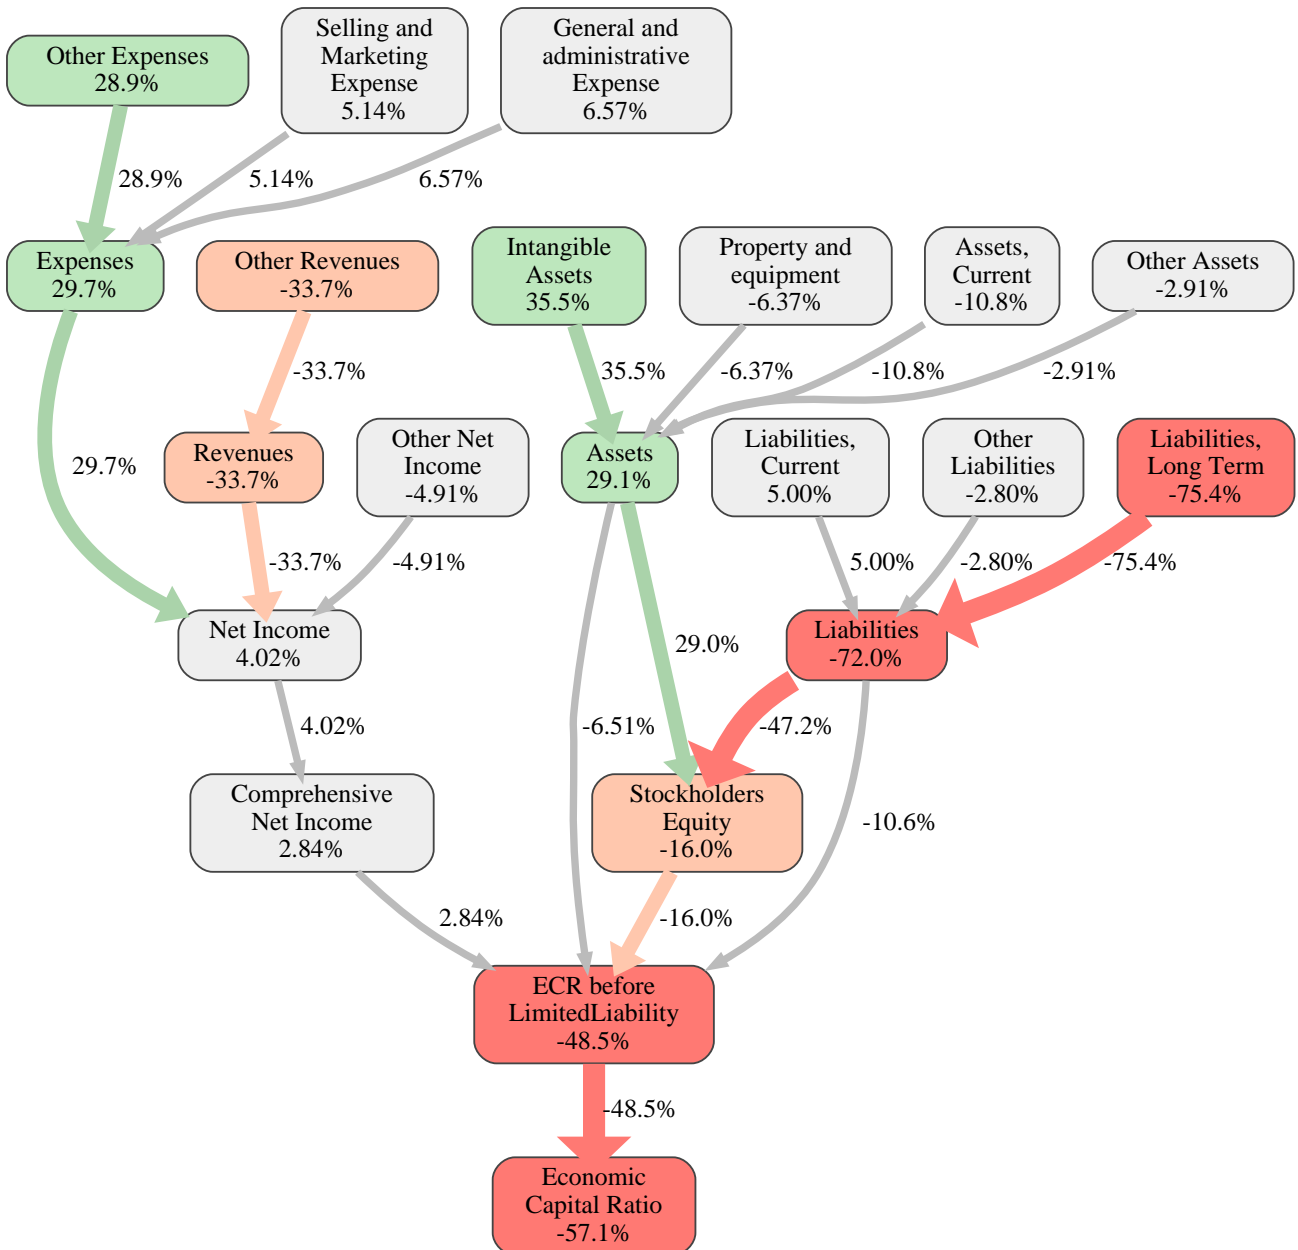 Other Expenses
28.9%
Selling and
Marketing
Expense
5.14%
General and
administrative
Expense
6.57%
28.9%
5.14%
6.57%
Expenses
29.7%
Other Revenues
-33.7%
Intangible
Assets
35.5%
Property and
equipment
-6.37%
Assets,
Current
-10.8%
Other Assets
-2.91%
-33.7%
35.5%
-6.37%
-10.8%
-2.91%
29.7%
Revenues
-33.7%
Other Net
Income
-4.91%
Assets
29.1%
Liabilities,
Current
5.00%
Other
Liabilities
-2.80%
Liabilities,
Long Term
-75.4%
-33.7%
-4.91%
5.00%
-2.80%
-75.4%
Net Income
4.02%
29.0%
Liabilities
-72.0%
4.02%
-6.51%
-47.2%
Comprehensive
Net Income
2.84%
Stockholders
Equity
-16.0%
-10.6%
2.84%
-16.0%
ECR before
LimitedLiability
-48.5%
-48.5%
Economic
Capital Ratio
-57.1%